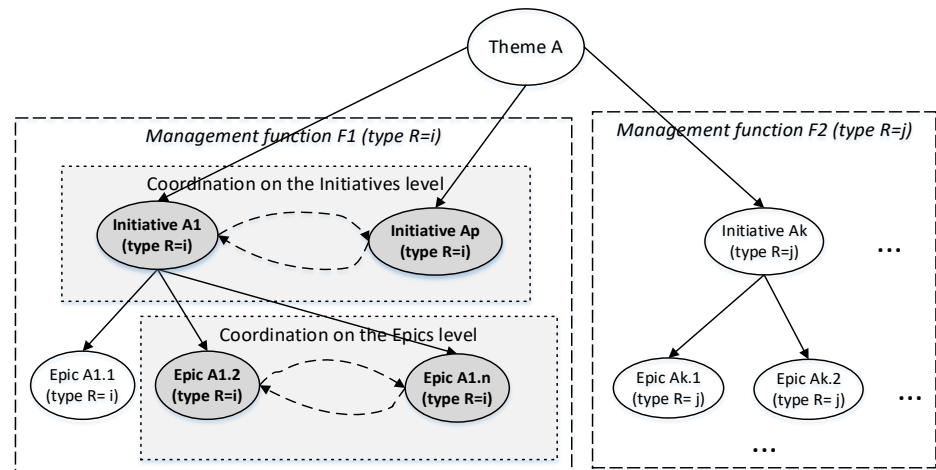 Theme A
Management function F1 (type R=i)
Management function F2 (type R=j)
Coordination on the Initiatives level
Initiative A1
(type R=i)
Initiative Ap
(type R=i)
Initiative Ak
(type R=j)
...
Coordination on the Epics level
Epic A1.1
(type R= i)
Epic A1.2
(type R=i)
Epic A1.n
(type R=i)
Epic Ak.1
(type R= j)
Epic Ak.2
(type R= j)
...
...